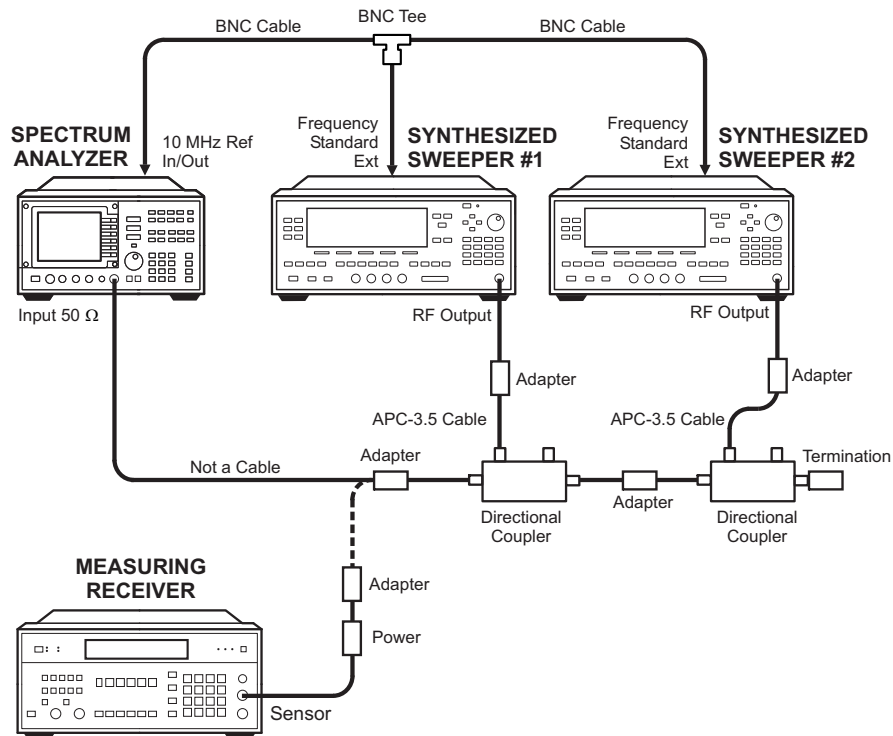 BNC Tee
BNC Cable
BNC Cable
SPECTRUM
ANALYZER
10 MHz Ref
In/Out
Frequency
Standard
Ext
SYNTHESIZED
SWEEPER #1
Frequency
Standard
Ext
SYNTHESIZED
SWEEPER #2
Input 50 Ω
RF Output
RF Output
Adapter
Adapter
APC-3.5 Cable
APC-3.5 Cable
Not a Cable
Adapter
Termination
Adapter
Directional
Coupler
Directional
Coupler
MEASURING
RECEIVER
Adapter
Power
Sensor